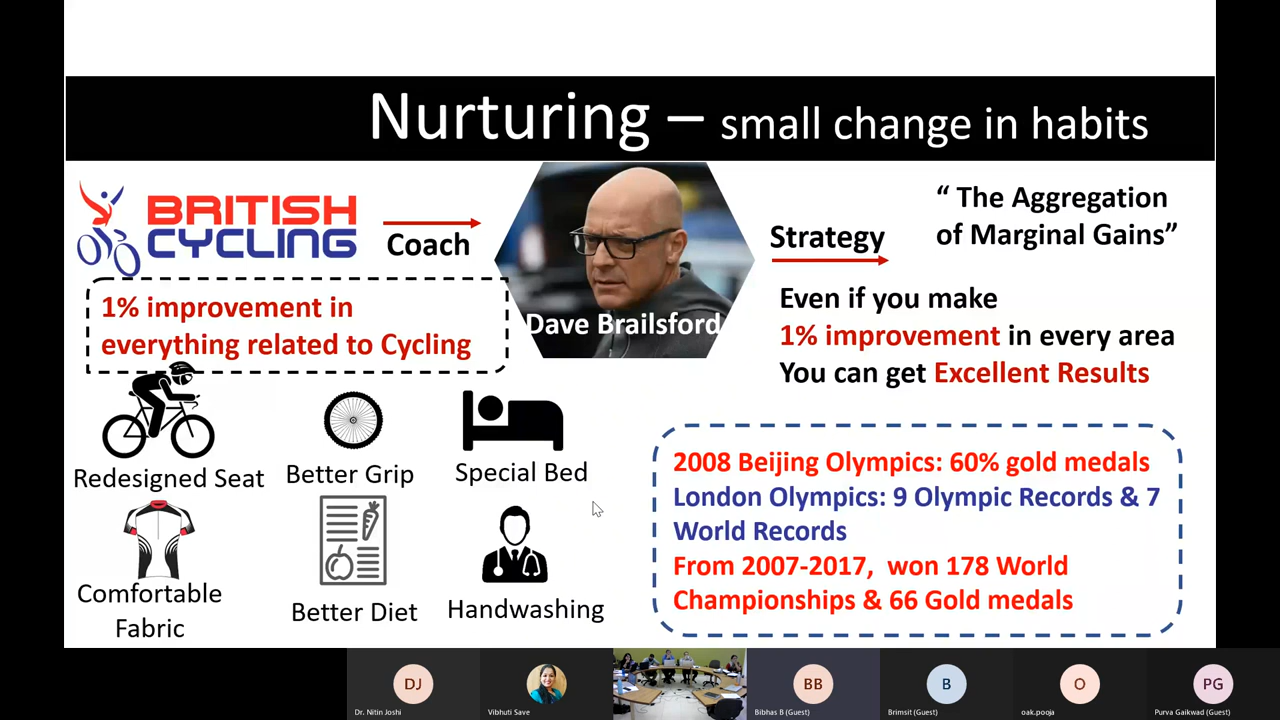 Nurturing – small change in habits
BRITISH
CYCLING
Coach
Dave Brailsford
Strategy
“ The Aggregation
of Marginal Gains”
1% improvement in
everything related to Cycling
Even if you make
1% improvement in every area
You can get Excellent Results
Redesigned Seat
Better Grip
Special Bed
Comfortable
Fabric
Better Diet
Handwashing
2008 Beijing Olympics: 60% gold medals
London Olympics: 9 Olympic Records & 7
World Records
From 2007-2017, won 178 World
Championships & 66 Gold medals
DJ
BB
B
O
PG
Dr. Nitin Joshi
Vibhuti Save
Bibhas B (Guest)
Brimsit (Guest)
oak.pooja
Purva Gaikwad (Guest)